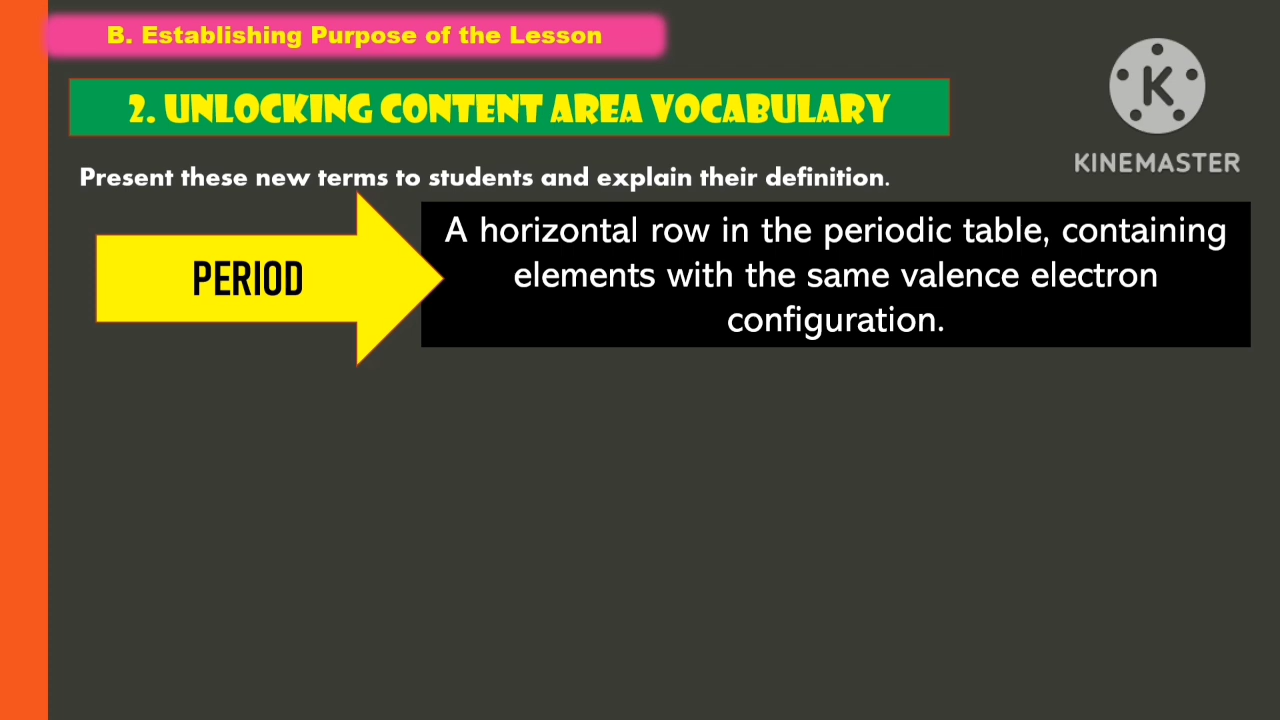 B. Establishing Purpose of the Lesson
2. UNLOCKING CONTENT AREA VOCABULARY
K
KINEMASTER
Present these new terms to students and explain their definition.
PERIOD
A horizontal row in the periodic table, containing
elements with the same valence electron
configuration.